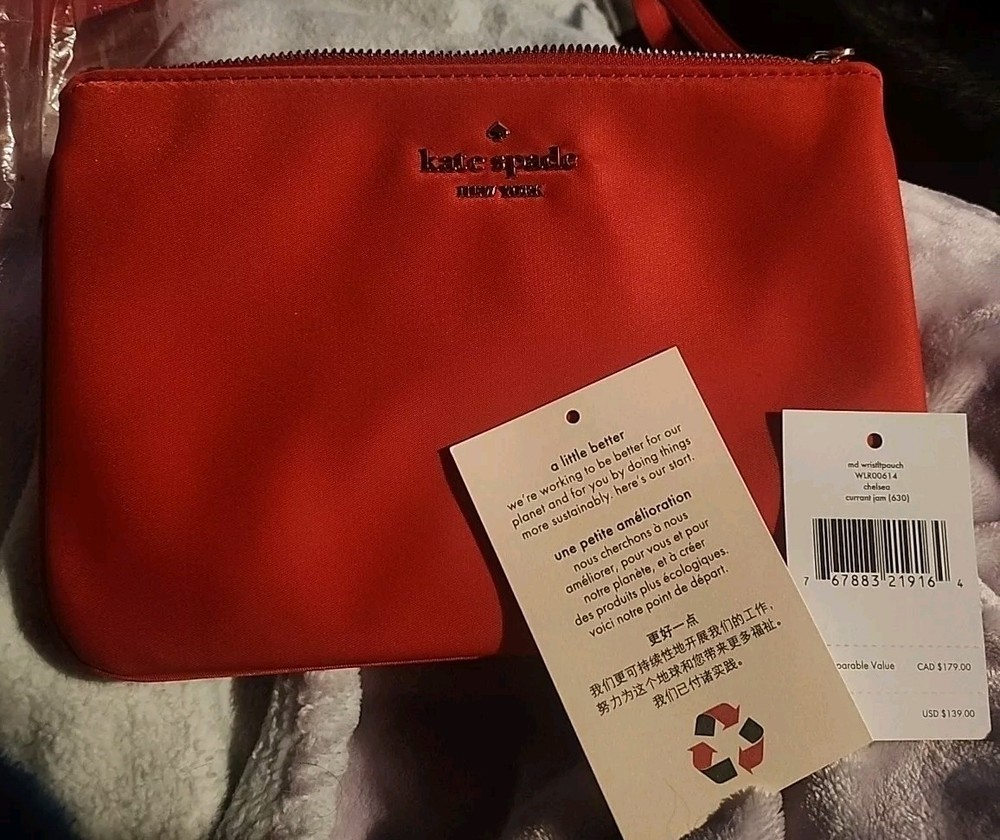 kate spade
NEW YORK
a little better
we're working to be better for our
planet and for you by doing things
more sustainably. here's our start.
une petite amélioration
nous cherchons à nous
améliorer, pour vous et pour
notre planète, et à créer
des produits plus écologiques.
voici notre point de départ.
更好一点
我们更可持续性地开展我们的工作,
努力为这个地球和您带来更多福祉。
我们已付诸实践。
md wristltpouch
WLR00614
chelsea
currant jam (630)
7 67883 21916 4
parable Value CAD $179.00
USD $139.00